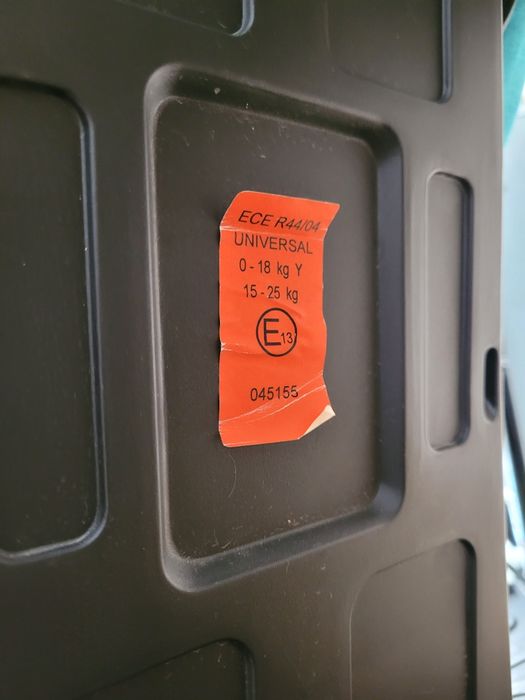 ECE R44/04
UNIVERSAL
0 - 18 kg Y
15 - 25 kg
E13
045155